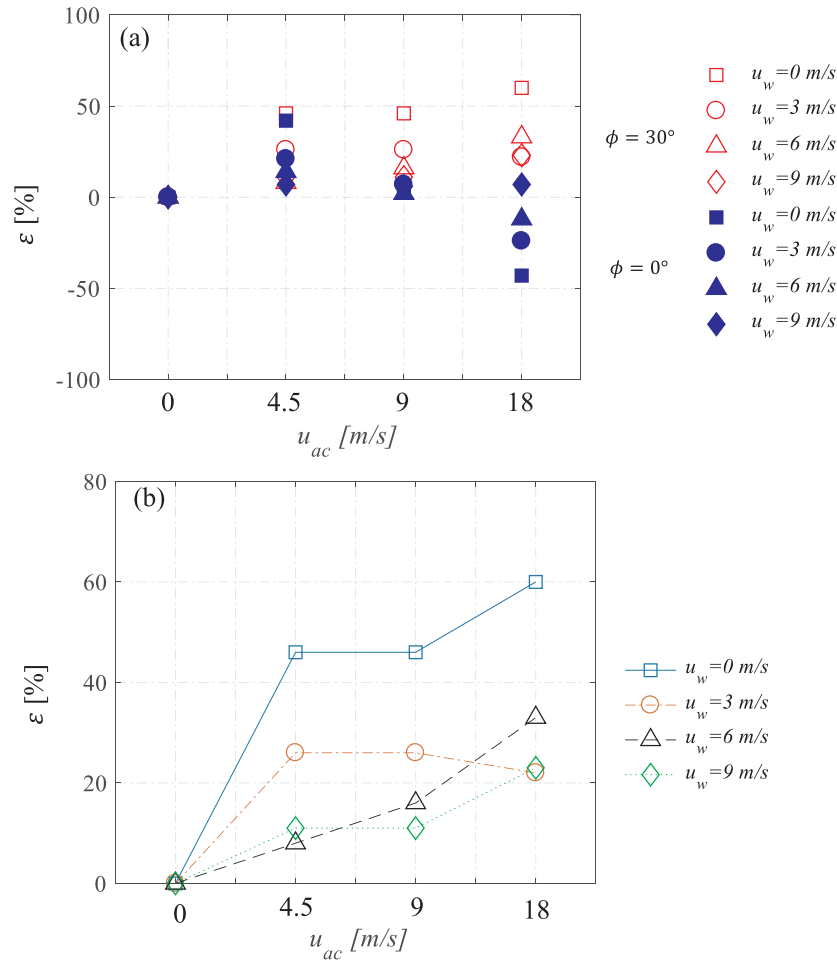 (a)
100
50
0
-50
-100
ε [%]
0 4.5 9 18
u_ac [m/s]
ϕ = 30°
u_w=0 m/s
u_w=3 m/s
u_w=6 m/s
u_w=9 m/s
ϕ = 0°
u_w=0 m/s
u_w=3 m/s
u_w=6 m/s
u_w=9 m/s
(b)
80
60
40
20
0
ε [%]
0 4.5 9 18
u_ac [m/s]
u_w=0 m/s
u_w=3 m/s
u_w=6 m/s
u_w=9 m/s